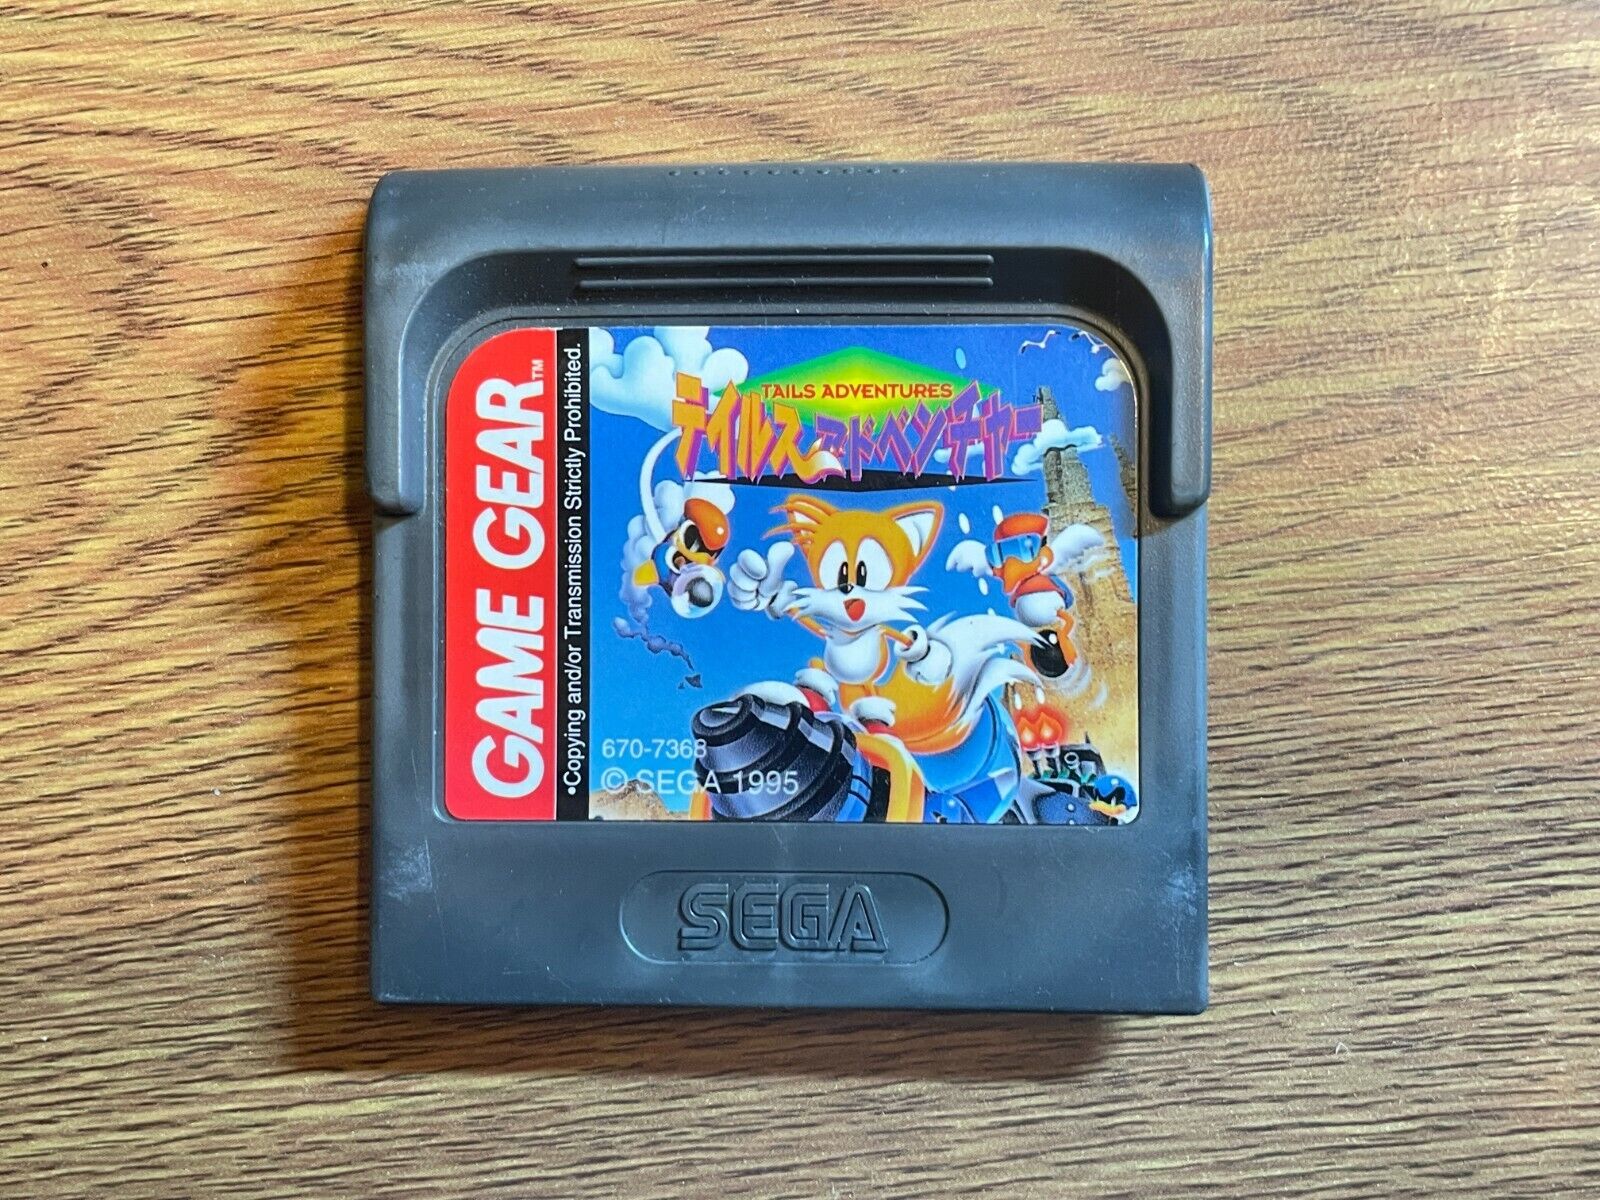 GAME GEAR™
•Copying and/or Transmission Strictly Prohibited.
TAILS ADVENTURES
テイルスアドベンチャー
670-7368
© SEGA 1995
SEGA